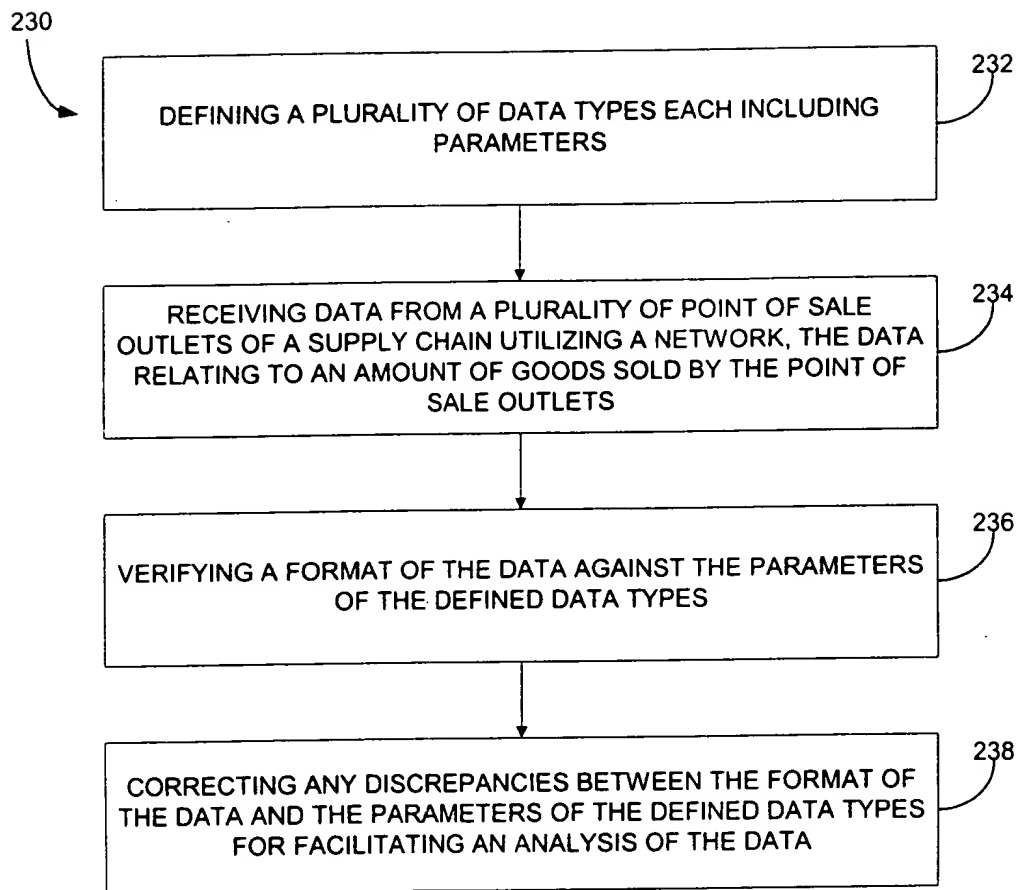 230
232
DEFINING A PLURALITY OF DATA TYPES EACH INCLUDING
PARAMETERS
234
RECEIVING DATA FROM A PLURALITY OF POINT OF SALE
OUTLETS OF A SUPPLY CHAIN UTILIZING A NETWORK, THE DATA
RELATING TO AN AMOUNT OF GOODS SOLD BY THE POINT OF
SALE OUTLETS
236
VERIFYING A FORMAT OF THE DATA AGAINST THE PARAMETERS
OF THE DEFINED DATA TYPES
238
CORRECTING ANY DISCREPANCIES BETWEEN THE FORMAT OF
THE DATA AND THE PARAMETERS OF THE DEFINED DATA TYPES
FOR FACILITATING AN ANALYSIS OF THE DATA